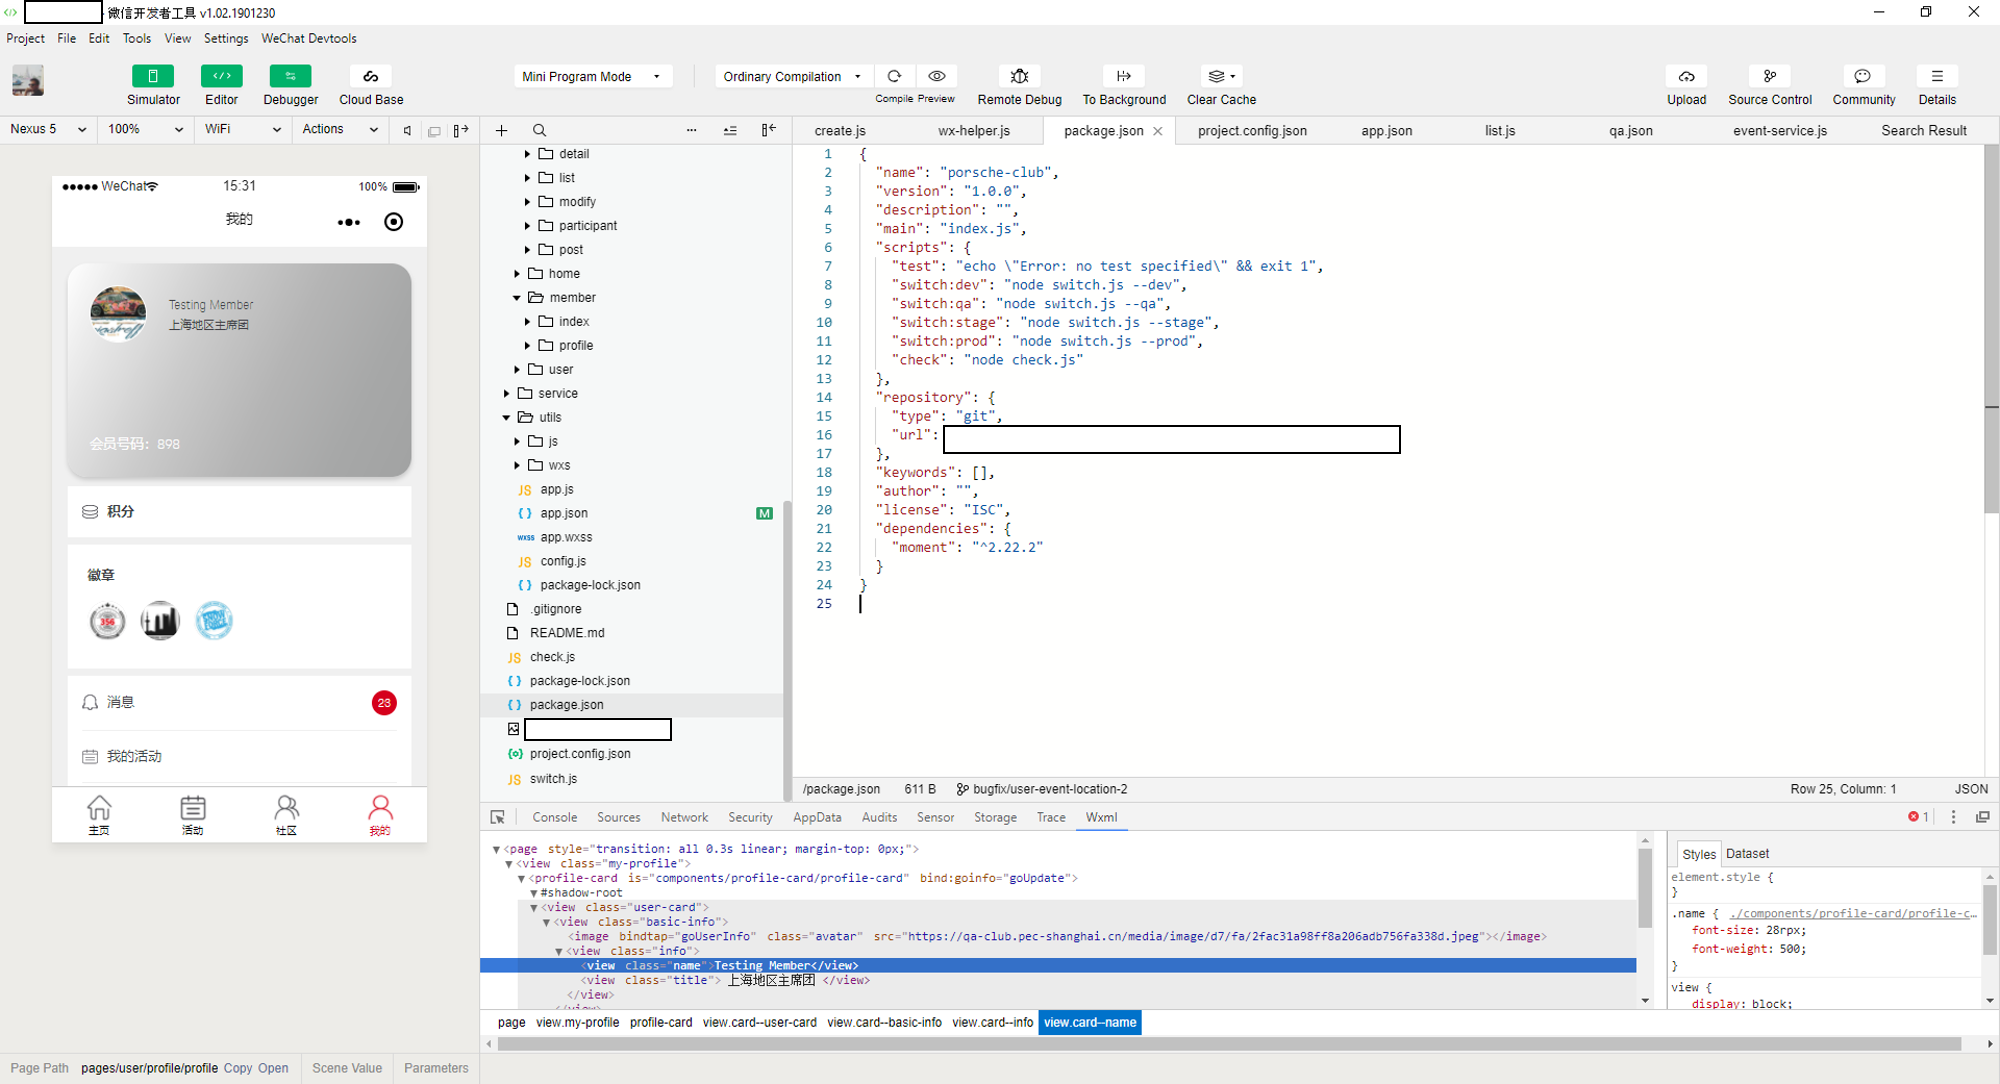 微信开发者工具 v1.02.1901230
Project File Edit Tools View Settings WeChat Devtools
Simulator Editor Debugger Cloud Base
Mini Program Mode
Ordinary Compilation
Compile Preview
Remote Debug To Background Clear Cache
Upload Source Control Community Details
Nexus 5 100% WiFi Actions
●●●●● WeChat 15:31 100%
我的
Testing Member
上海地区主席团
会员号码：898
积分
徽章
356
消息
28
我的活动
主页 活动 社区 我的
detail
list
modify
participant
post
home
member
index
profile
user
service
utils
js
wxs
JS app.js
{ } app.json M
wxss app.wxss
JS config.js
{ } package-lock.json
.gitignore
README.md
JS check.js
{ } package-lock.json
{ } package.json
project.config.json
JS switch.js
create.js wx-helper.js package.json project.config.json app.json list.js qa.json event-service.js Search Result
1 {
2 "name": "porsche-club",
3 "version": "1.0.0",
4 "description": "",
5 "main": "index.js",
6 "scripts": {
7 "test": "echo \"Error: no test specified\" && exit 1",
8 "switch:dev": "node switch.js --dev",
9 "switch:qa": "node switch.js --qa",
10 "switch:stage": "node switch.js --stage",
11 "switch:prod": "node switch.js --prod",
12 "check": "node check.js"
13 },
14 "repository": {
15 "type": "git",
16 "url":
17 },
18 "keywords": [],
19 "author": "",
20 "license": "ISC",
21 "dependencies": {
22 "moment": "^2.22.2"
23 }
24 }
25
/package.json 611 B bugfix/user-event-location-2 Row 25, Column: 1 JSON
Console Sources Network Security AppData Audits Sensor Storage Trace Wxml 1
<page style="transition: all 0.3s linear; margin-top: 0px;">
<view class="my-profile">
<profile-card is="components/profile-card/profile-card" bind:goinfo="goUpdate">
#shadow-root
<view class="user-card">
<view class="basic-info">
<image bindtap="goUserInfo" class="avatar" src="https://qa-club.pec-shanghai.cn/media/image/d7/fa/2fac31a98ff8a206adb756fa338d.jpeg"></image>
<view class="info">
<view class="name">Testing Member</view>
<view class="title"> 上海地区主席团 </view>
</view>
</view>
page view.my-profile profile-card view.card--user-card view.card--basic-info view.card--info view.card--name
Styles Dataset
element.style {
}
.name { ./components/profile-card/profile-c…
font-size: 28rpx;
font-weight: 500;
}
view {
display: block;
Page Path pages/user/profile/profile Copy Open Scene Value Parameters